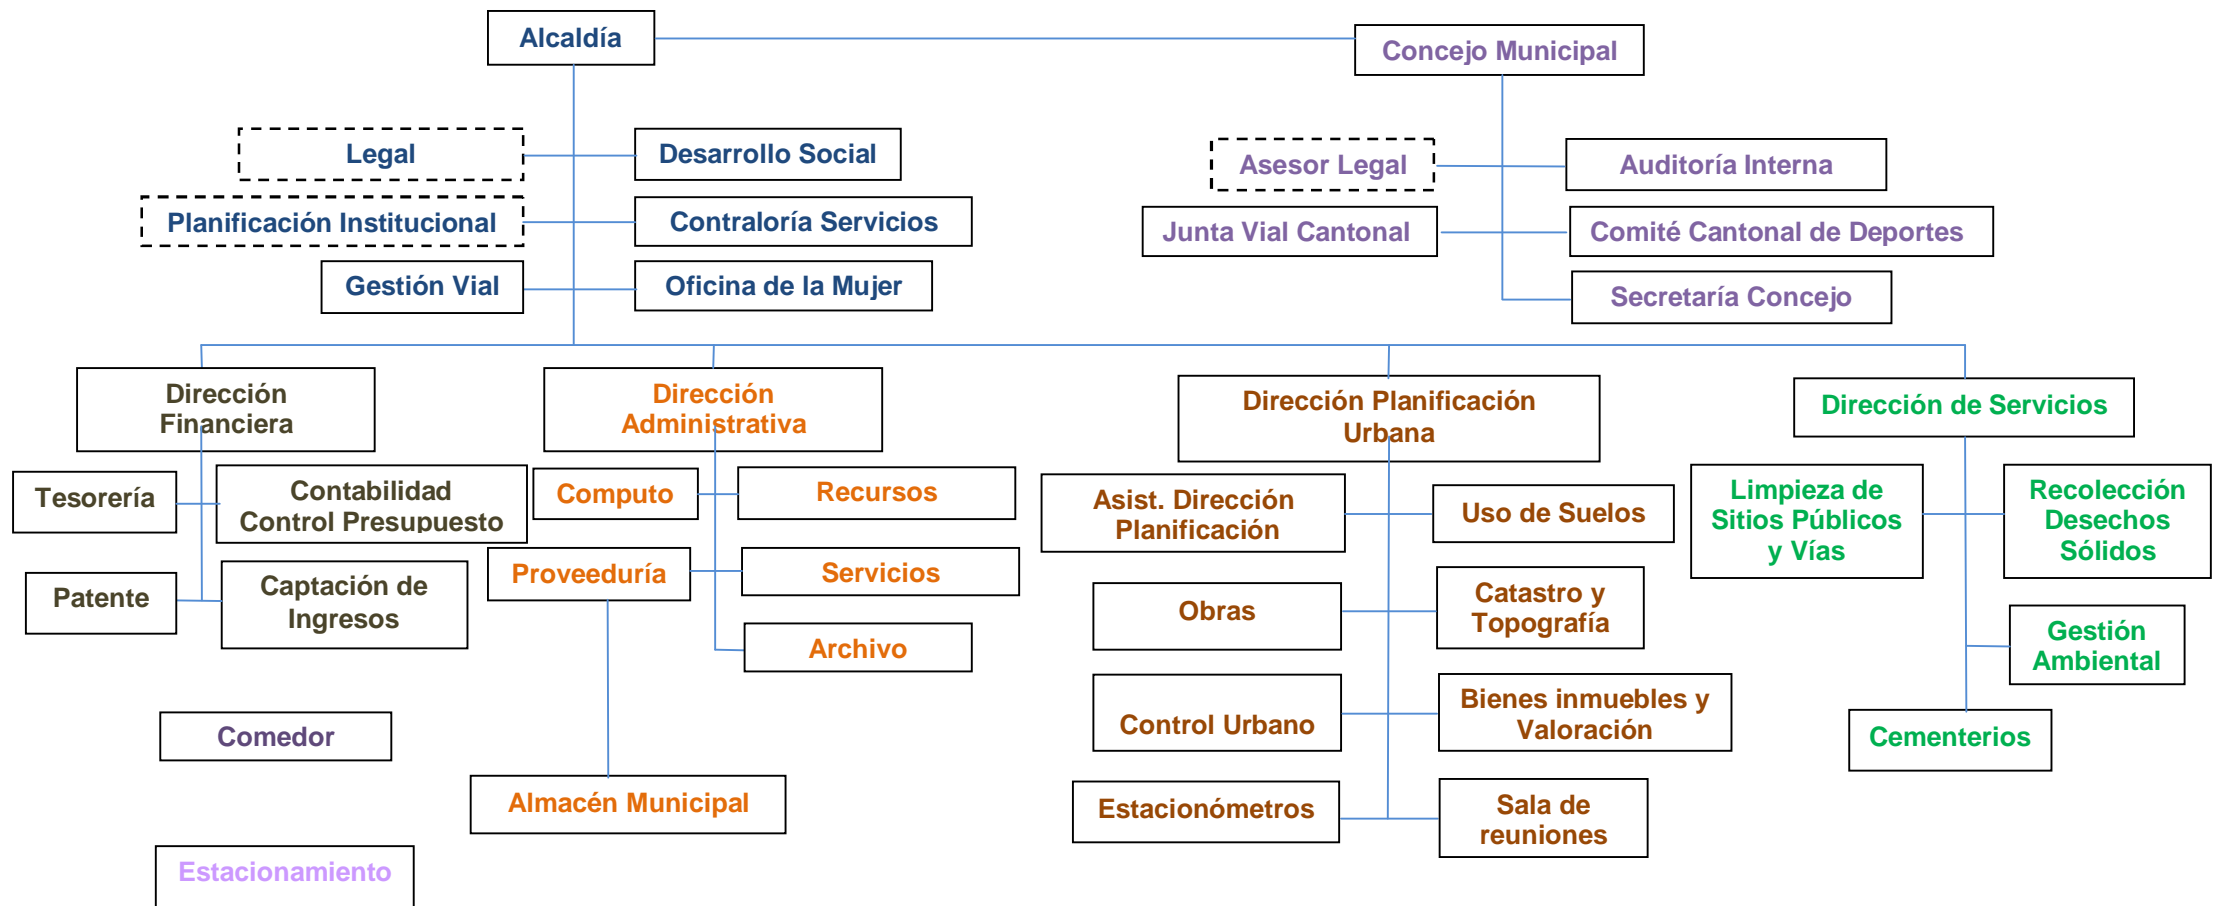 Alcaldía
Concejo Municipal
Legal
Desarrollo Social
Asesor Legal
Auditoría Interna
Planificación Institucional
Contraloría Servicios
Junta Vial Cantonal
Comité Cantonal de Deportes
Gestión Vial
Oficina de la Mujer
Secretaría Concejo
Dirección
Financiera
Dirección
Administrativa
Dirección Planificación
Urbana
Dirección de Servicios
Tesorería
Contabilidad
Control Presupuesto
Computo
Recursos
Asist. Dirección
Planificación
Uso de Suelos
Limpieza de
Sitios Públicos
y Vías
Recolección
Desechos
Sólidos
Patente
Captación de
Ingresos
Proveeduría
Servicios
Obras
Catastro y
Topografía
Archivo
Gestión
Ambiental
Comedor
Control Urbano
Bienes inmuebles y
Valoración
Cementerios
Almacén Municipal
Estacionómetros
Sala de
reuniones
Estacionamiento